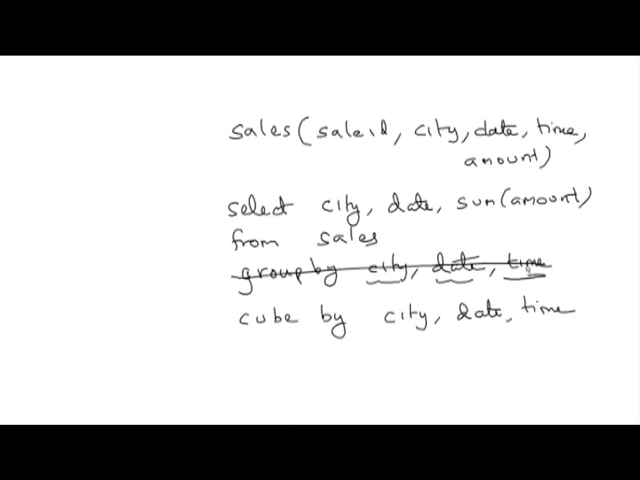 sales(saleid, city, date, time,
amount)
select city, date, sum(amount)
from sales
group by city, date, time
cube by city, date, time